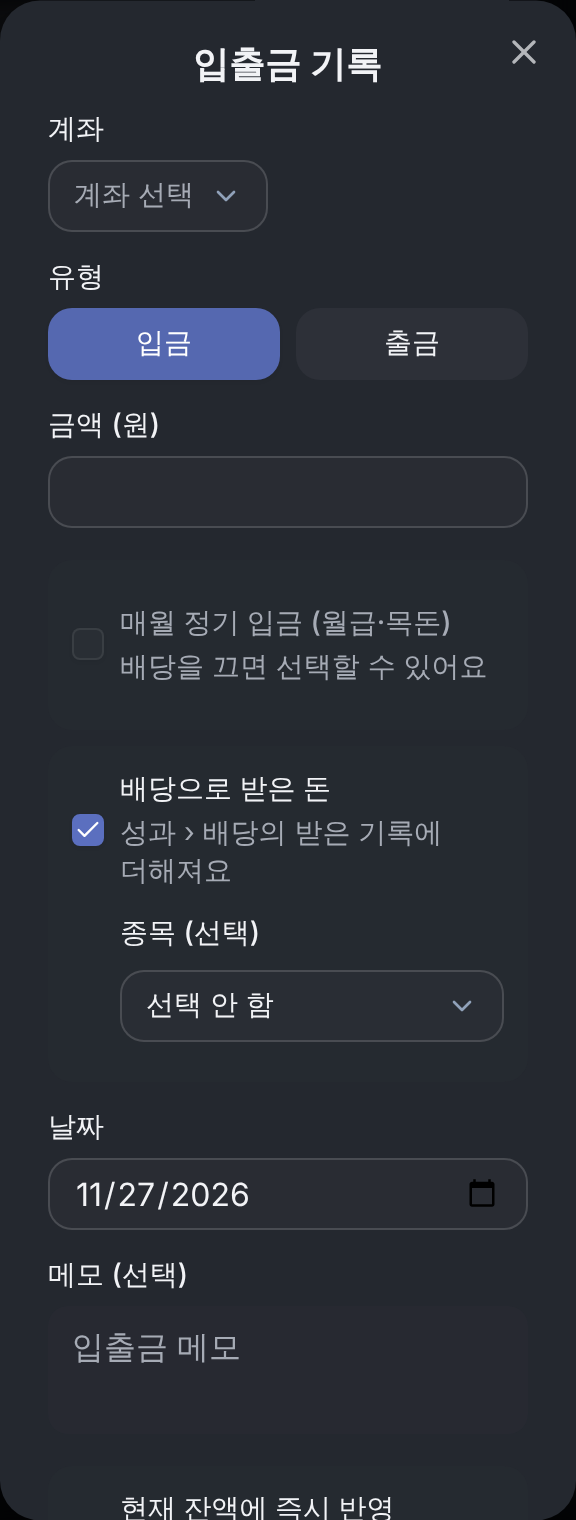 입출금 기록
계좌
계좌 선택
유형
입금
출금
금액 (원)
매월 정기 입금 (월급·목돈)
배당을 끄면 선택할 수 있어요
배당으로 받은 돈
성과 › 배당의 받은 기록에
더해져요
종목 (선택)
선택 안 함
날짜
11/27/2026
메모 (선택)
입출금 메모
현재 잔액에 즉시 반영